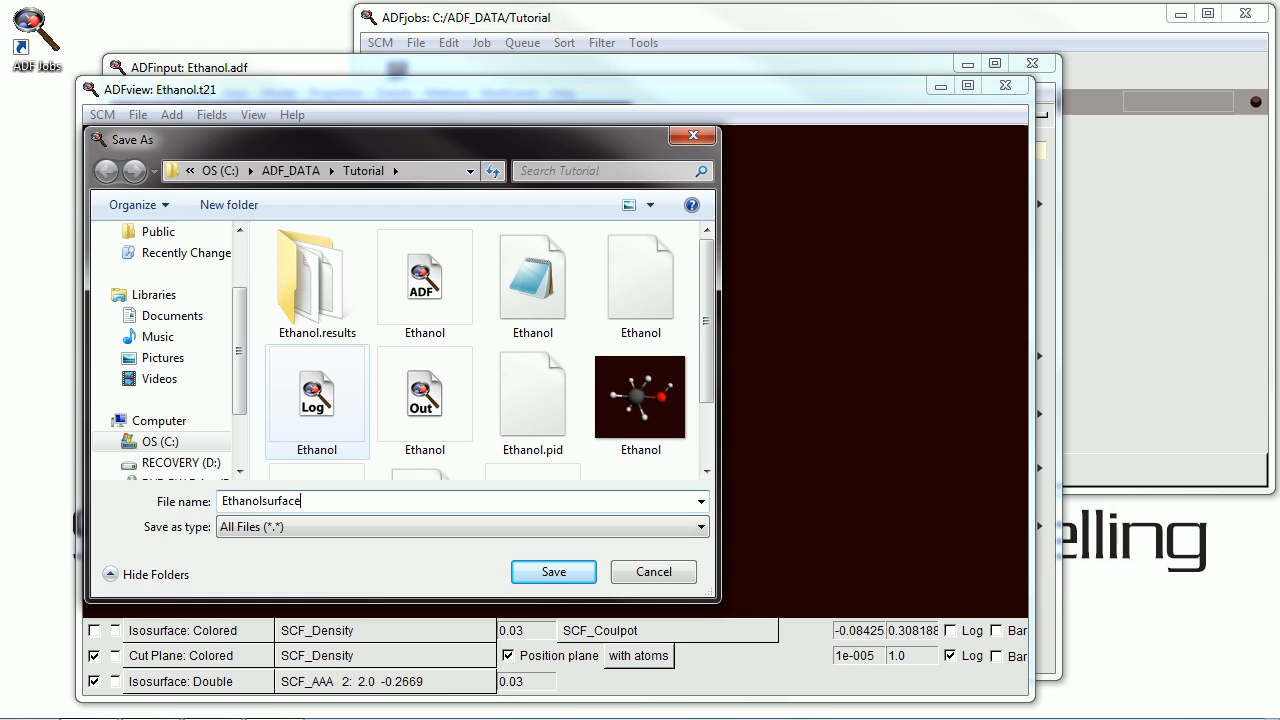 ADF Jobs
ADFjobs: C:/ADF_DATA/Tutorial
SCM File Edit Job Queue Sort Filter Tools
ADFinput: Ethanol.adf
ADFview: Ethanol.t21
SCM File Add Fields View Help
Save As
« OS (C:) ADF_DATA Tutorial
Search Tutorial
Organize New folder
Public
Recently Change
Libraries
Documents
Music
Pictures
Videos
Computer
OS (C:)
RECOVERY (D:)
Ethanol.results
ADF
Ethanol
Ethanol
Ethanol
Log
Ethanol
Out
Ethanol
Ethanol.pid
Ethanol
File name: Ethanolsurface
Save as type: All Files (*.*)
Hide Folders
Save Cancel
elling
Isosurface: Colored SCF_Density 0.03 SCF_Coulpot -0.08425 0.308188 Log Bar
Cut Plane: Colored SCF_Density Position plane with atoms 1e-005 1.0 Log Bar
Isosurface: Double SCF_AAA 2: 2.0 -0.2669 0.03